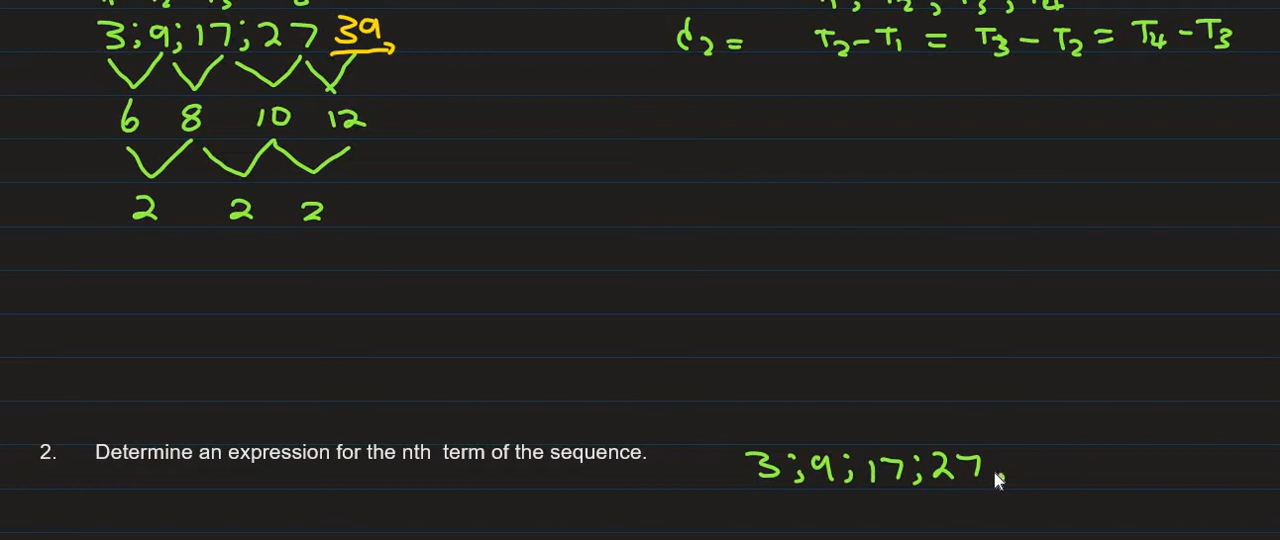 3;9;17;27 39
d2 = T2-T1 = T3-T2 = T4-T3
6 8 10 12
2 2 2
2. Determine an expression for the nth term of the sequence. 3;9;17;27